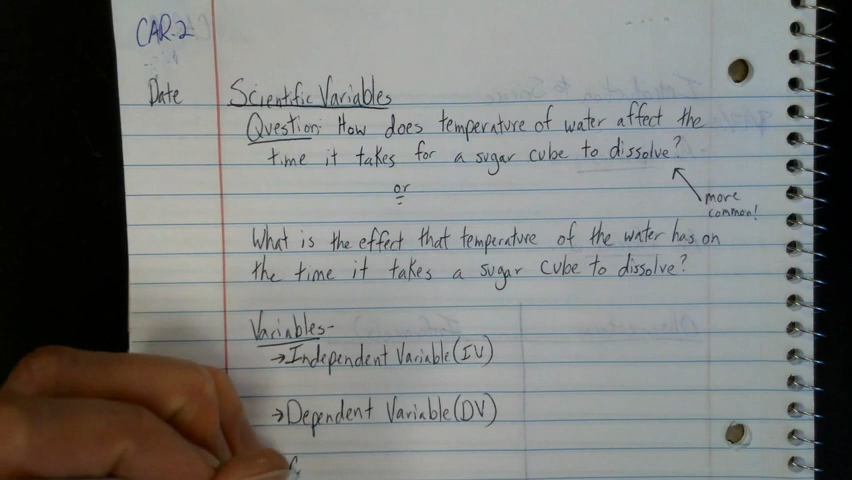 CAR-2
Date Scientific Variables
Question: How does temperature of water affect the
time it takes for a sugar cube to dissolve?
or
more
common!
What is the effect that temperature of the water has on
the time it takes a sugar cube to dissolve?
Variables-
→Independent Variable (IV)
→Dependent Variable (DV)